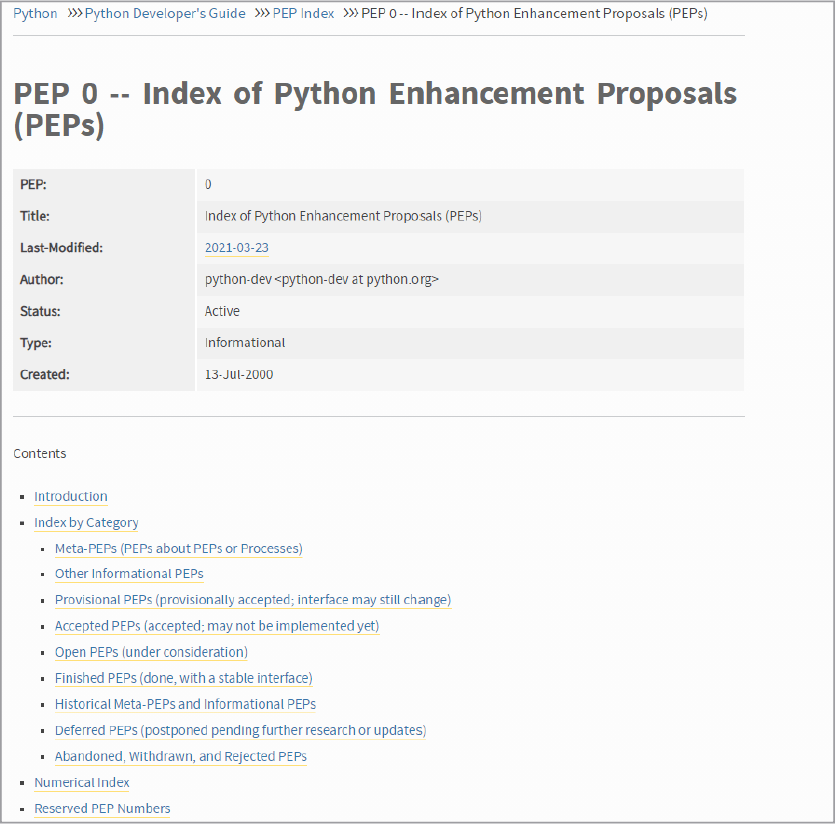 Python >>> Python Developer's Guide >>> PEP Index >>> PEP 0 -- Index of Python Enhancement Proposals (PEPs)
PEP 0 -- Index of Python Enhancement Proposals
(PEPs)
PEP: 0
Title: Index of Python Enhancement Proposals (PEPs)
Last-Modified: 2021-03-23
Author: python-dev <python-dev at python.org>
Status: Active
Type: Informational
Created: 13-Jul-2000
Contents
▪ Introduction
▪ Index by Category
▪ Meta-PEPs (PEPs about PEPs or Processes)
▪ Other Informational PEPs
▪ Provisional PEPs (provisionally accepted; interface may still change)
▪ Accepted PEPs (accepted; may not be implemented yet)
▪ Open PEPs (under consideration)
▪ Finished PEPs (done, with a stable interface)
▪ Historical Meta-PEPs and Informational PEPs
▪ Deferred PEPs (postponed pending further research or updates)
▪ Abandoned, Withdrawn, and Rejected PEPs
▪ Numerical Index
▪ Reserved PEP Numbers